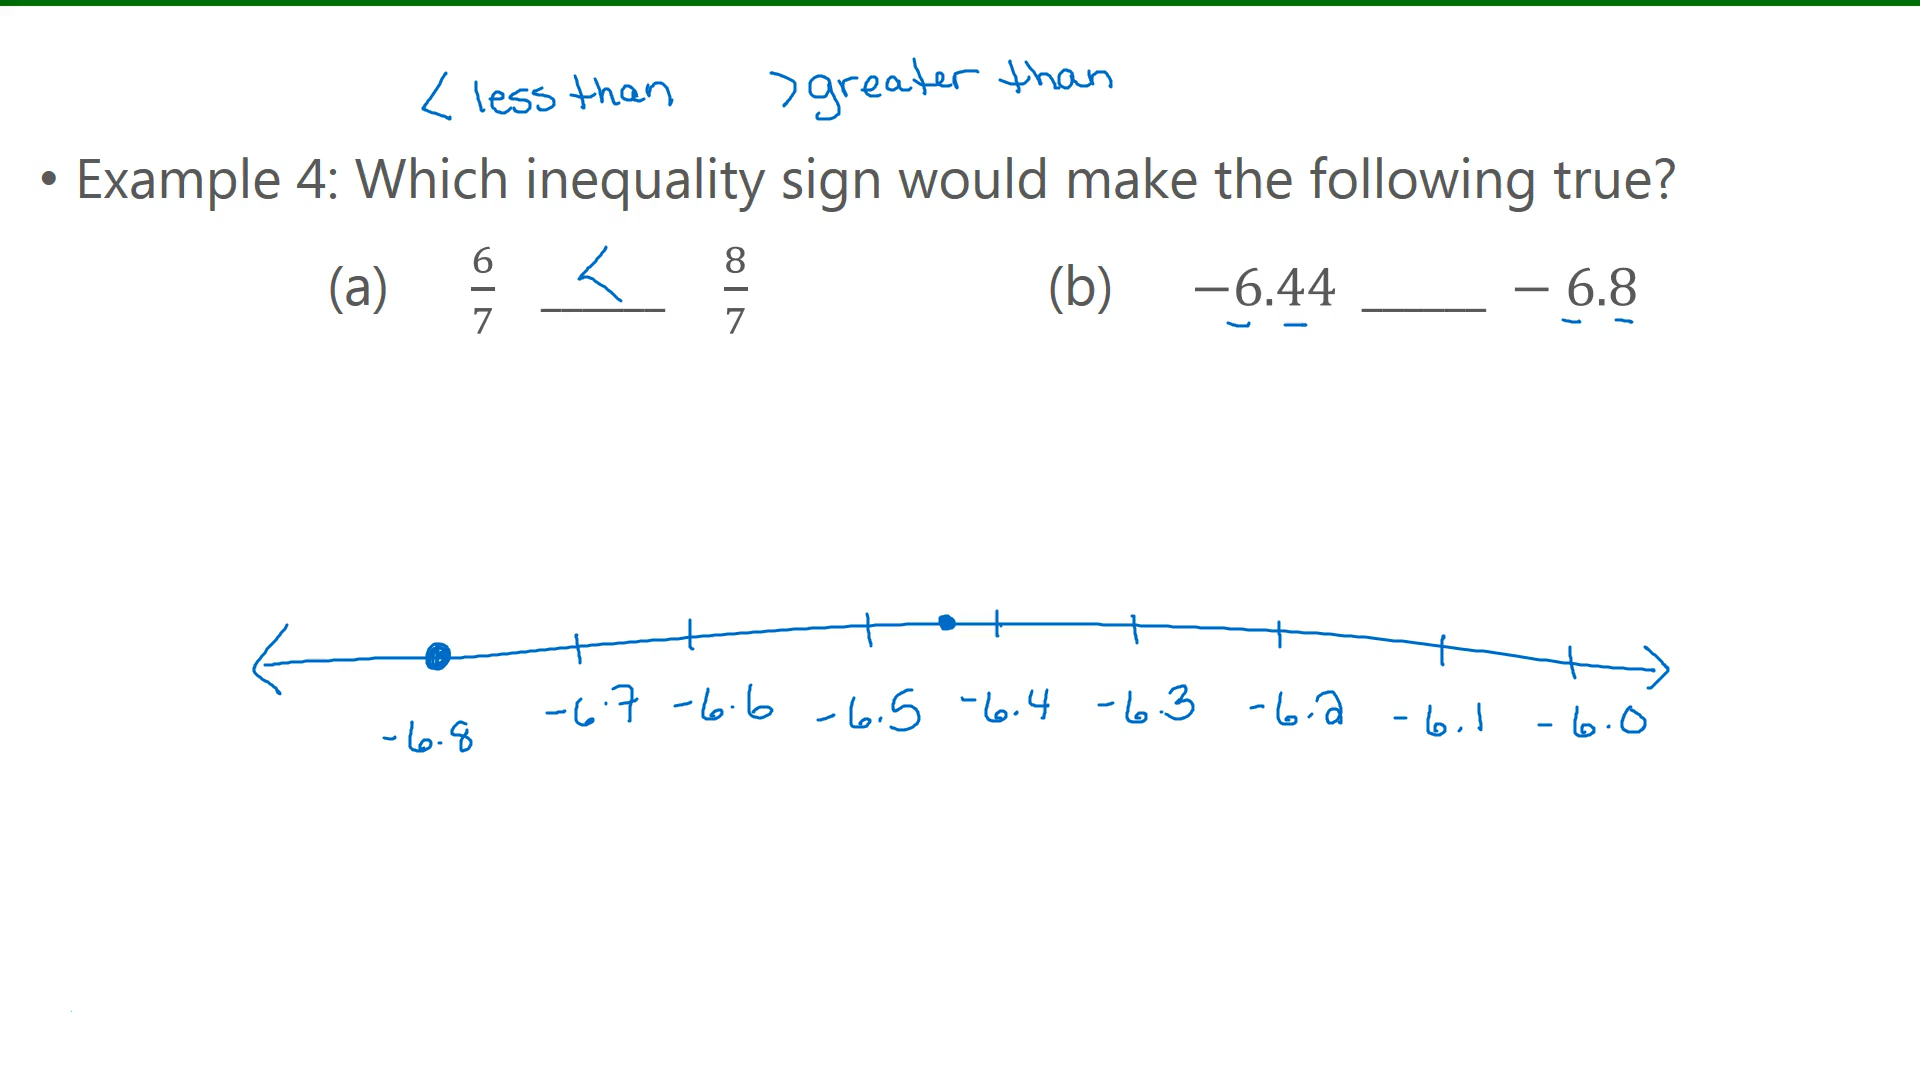 < less than > greater than
• Example 4: Which inequality sign would make the following true?
(a) 6/7 __<__ 8/7 (b) −6.44 _____ − 6.8
-6.8 -6.7 -6.6 -6.5 -6.4 -6.3 -6.2 -6.1 -6.0